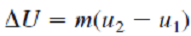 ΔU = m(u₂ − u₁)